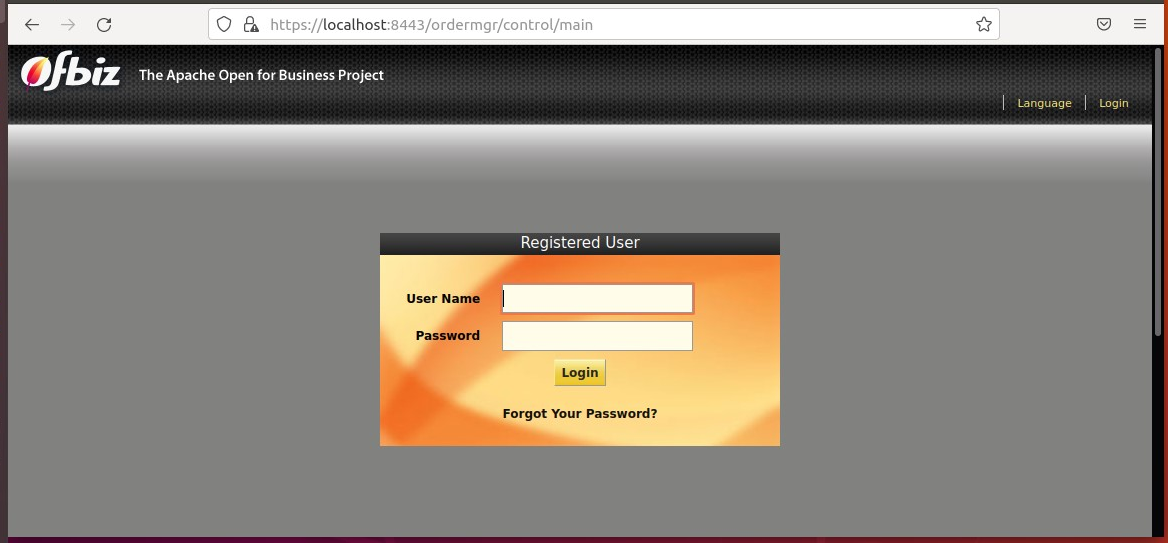 https://localhost:8443/ordermgr/control/main
Ofbiz The Apache Open for Business Project
Language Login
Registered User
User Name
Password
Login
Forgot Your Password?